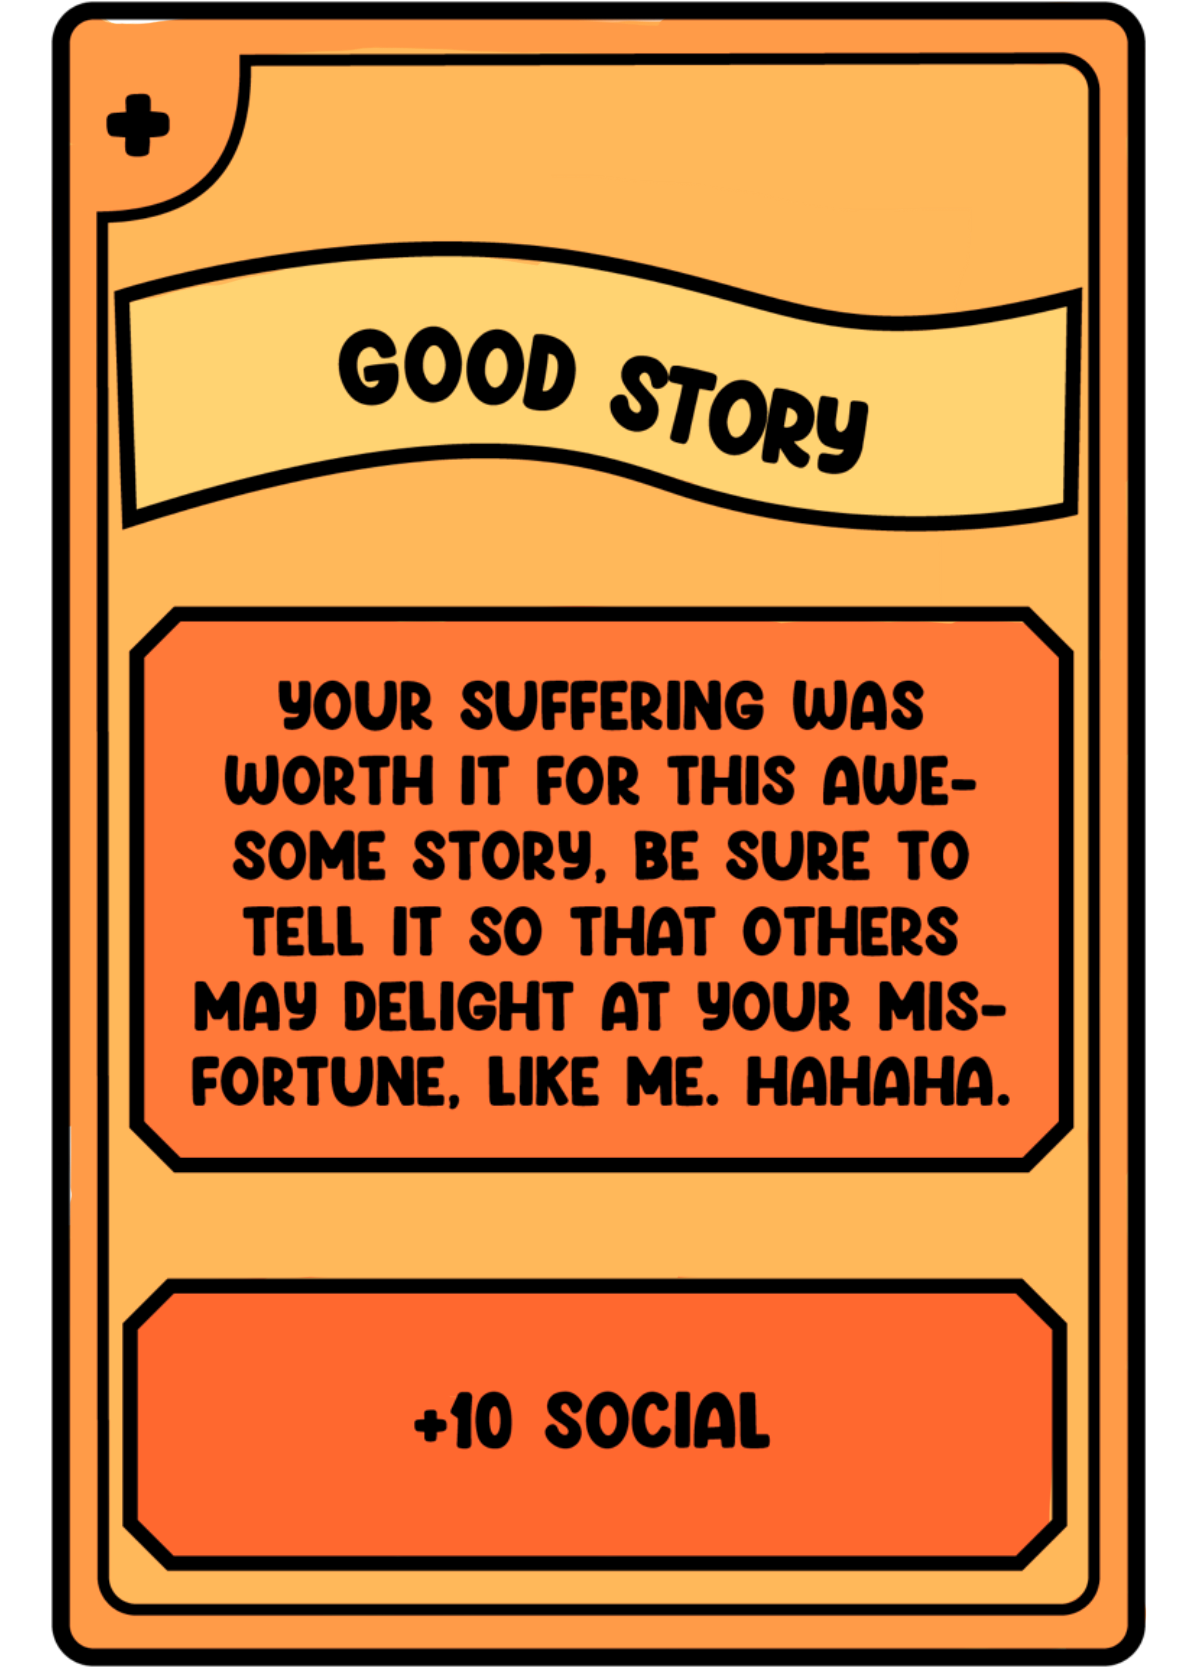 +
GOOD STORY
YOUR SUFFERING WAS
WORTH IT FOR THIS AWE-
SOME STORY, BE SURE TO
TELL IT SO THAT OTHERS
MAY DELIGHT AT YOUR MIS-
FORTUNE, LIKE ME. HAHAHA.
+10 SOCIAL